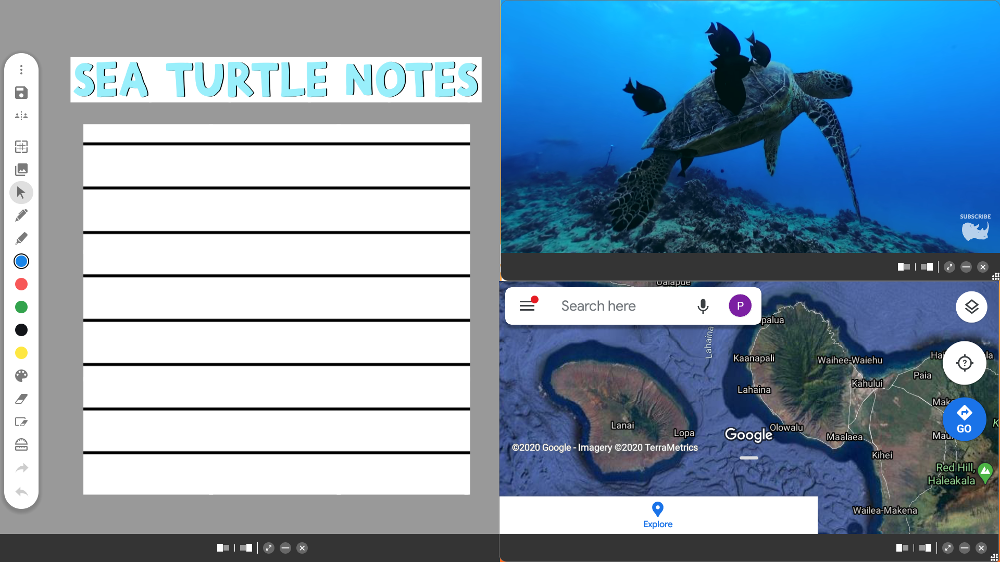 SEA TURTLE NOTES
SUBSCRIBE
Search here
P
Lahaina
Kaanapali
Waihee-Waiehu
Paia
Kahului
Lahaina
Lanai
Lopa
Google
Olowalu
Maalaea
GO
©2020 Google - Imagery ©2020 TerraMetrics
Kihei
Red Hill,
Haleakala
Wailea-Makena
Explore